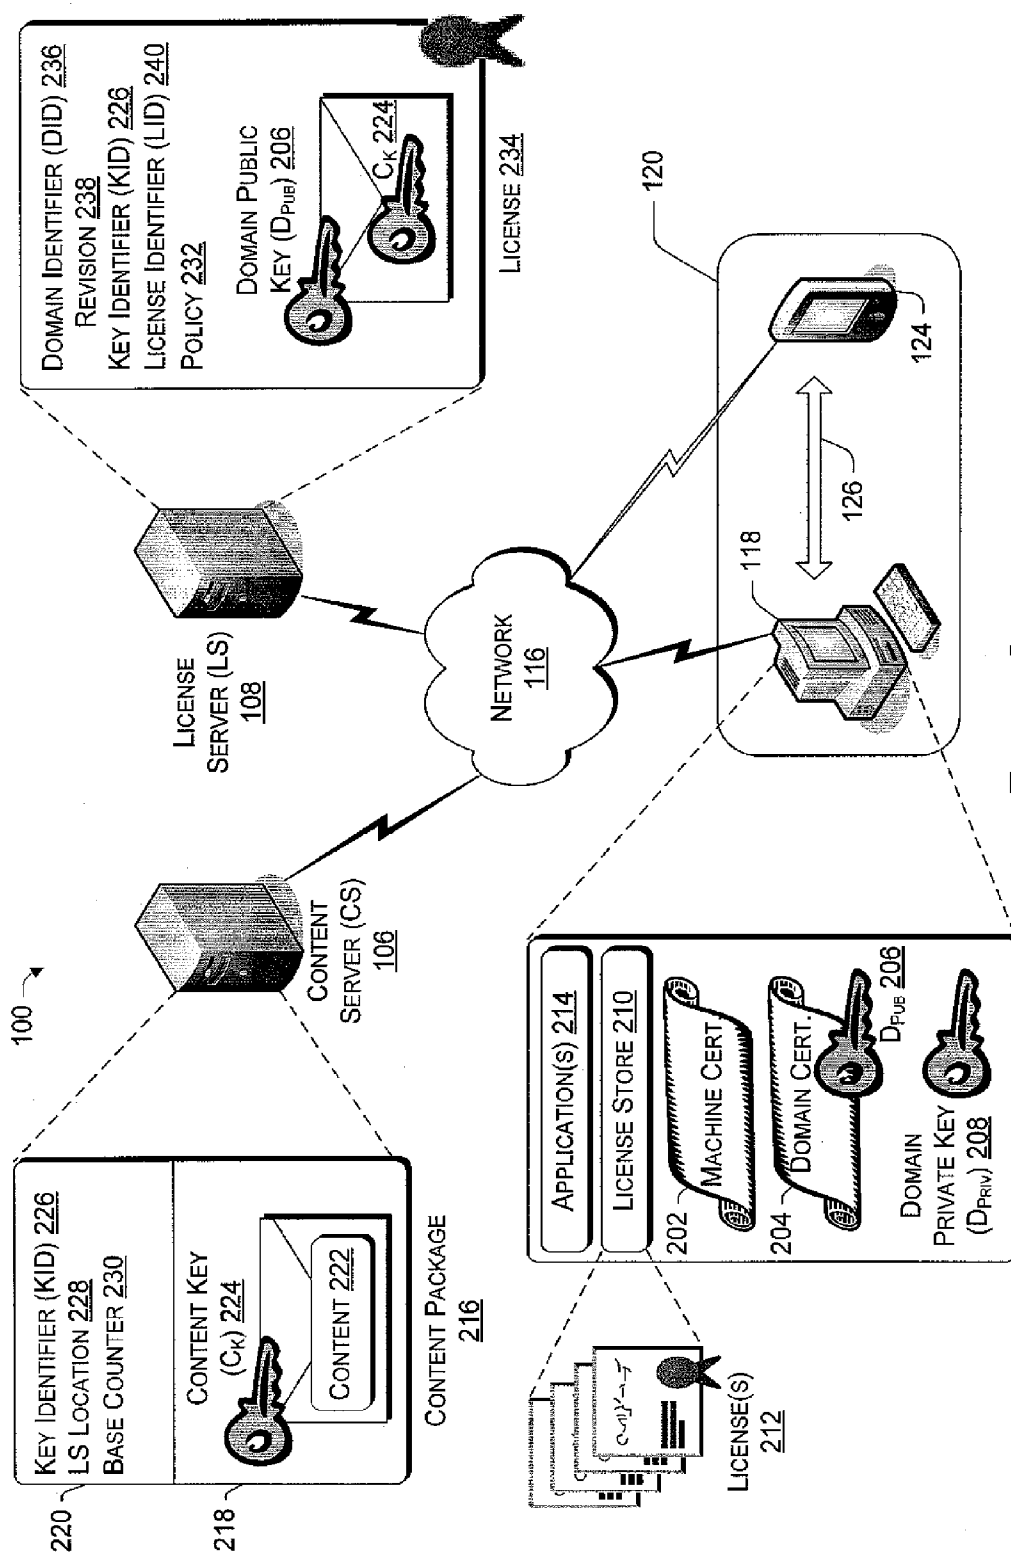 100
220
KEY IDENTIFIER (KID) 226
LS LOCATION 228
BASE COUNTER 230
218
CONTENT KEY
(CK) 224
CONTENT 222
CONTENT PACKAGE
216
CONTENT
SERVER (CS)
106
LICENSE
SERVER (LS)
108
DOMAIN IDENTIFIER (DID) 236
REVISION 238
KEY IDENTIFIER (KID) 226
LICENSE IDENTIFIER (LID) 240
POLICY 232
DOMAIN PUBLIC
KEY (DPUB) 206
CK 224
LICENSE 234
NETWORK
116
120
118
126
124
APPLICATION(S) 214
LICENSE STORE 210
202
MACHINE CERT.
204
DOMAIN CERT.
DPUB 206
DOMAIN
PRIVATE KEY
(DPRIV) 208
LICENSE(S)
212